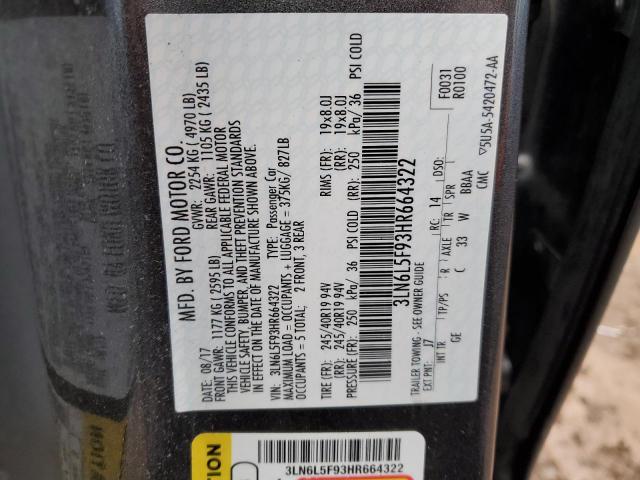 MFD. BY FORD MOTOR CO.
DATE: 08/17 GVWR: 2254 KG ( 4970 LB)
FRONT GAWR: 1177 KG ( 2595 LB) REAR GAWR: 1105 KG ( 2435 LB)
THIS VEHICLE CONFORMS TO ALL APPLICABLE FEDERAL MOTOR
VEHICLE SAFETY, BUMPER, AND THEFT PREVENTION STANDARDS
IN EFFECT ON THE DATE OF MANUFACTURE SHOWN ABOVE.
VIN: 3LN6L5F93HR664322 TYPE: Passenger Car
MAXIMUM LOAD = OCCUPANTS + LUGGAGE = 375KG/ 827LB
OCCUPANTS = 5 TOTAL; 2 FRONT, 3 REAR
TIRE (FR): 245/40R19 94V RIMS (FR): 19x8.0J
(RR): 245/40R19 94V (RR): 19x8.0J
PRESSURE (FR): 250 kPa/ 36 PSI COLD (RR): 250 kPa/ 36 PSI COLD
3LN6L5F93HR664322
TRAILER TOWING - SEE OWNER GUIDE
EXT PNT: J7 RC: 14 DSO: F0031
R0100
INT TR TP/PS R AXLE TR SPR
GE C 33 W BBAA
CMC
5U5A-5420472-AA
3LN6L5F93HR664322